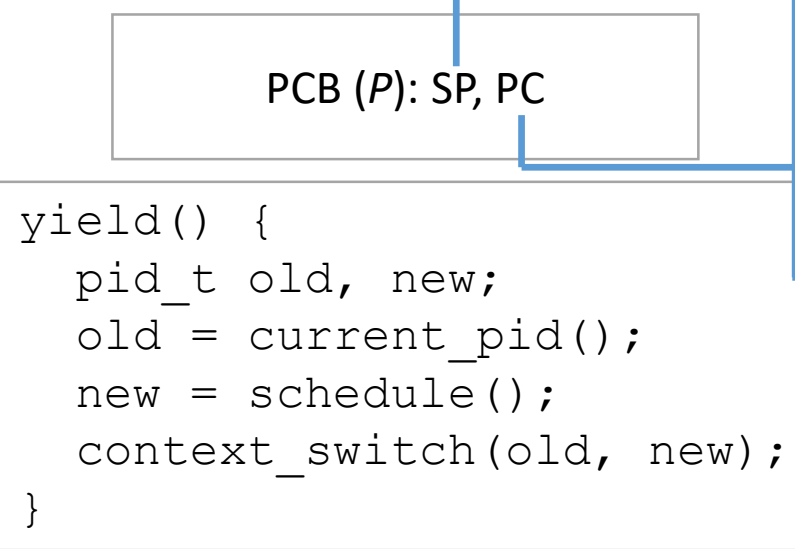 PCB (P): SP, PC
yield() {
  pid_t old, new;
  old = current_pid();
  new = schedule();
  context_switch(old, new);
}